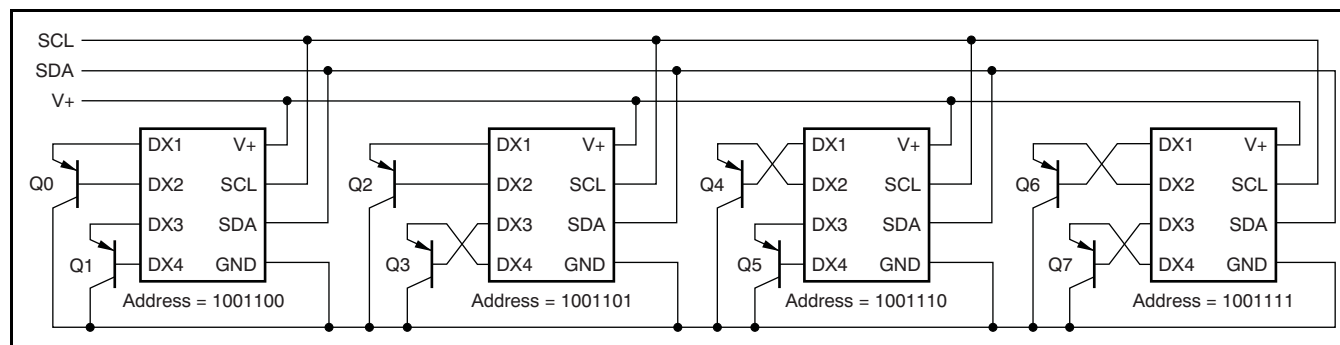 SCL
SDA
V+
Q0
Q1
DX1
DX2
DX3
DX4
V+
SCL
SDA
GND
Address = 1001100
Q2
Q3
DX1
DX2
DX3
DX4
V+
SCL
SDA
GND
Address = 1001101
Q4
Q5
DX1
DX2
DX3
DX4
V+
SCL
SDA
GND
Address = 1001110
Q6
Q7
DX1
DX2
DX3
DX4
V+
SCL
SDA
GND
Address = 1001111